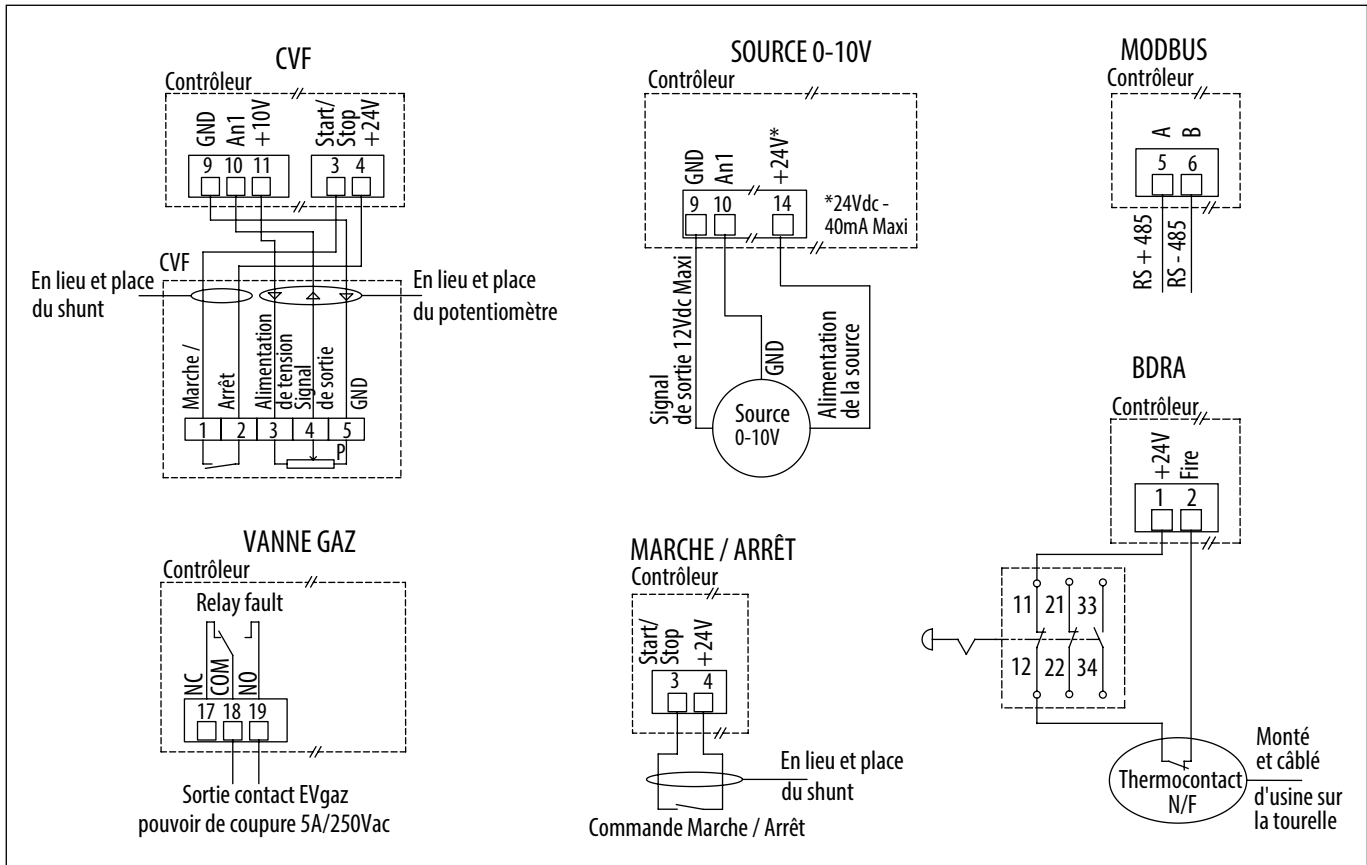 CVF
Contrôleur
GND
An1
+10V
Start/
Stop
+24V
9 10 11
3 4
CVF
En lieu et place
du shunt
En lieu et place
du potentiomètre
Marche /
Arrêt
Alimentation
de tension
Signal
de sortie
GND
1 2 3 4 5
P
SOURCE 0-10V
Contrôleur
GND
An1
+24V*
9 10 14
*24Vdc -
40mA Maxi
Signal
de sortie 12Vdc Maxi
GND
Alimentation
de la source
Source
0-10V
MODBUS
Contrôleur
A
B
5 6
RS + 485
RS - 485
BDRA
Contrôleur
+24V
Fire
1 2
11 21 33
12 22 34
Thermocontact
N/F
Monté
et câblé
d'usine sur
la tourelle
VANNE GAZ
Contrôleur
Relay fault
NC
COM
NO
17 18 19
Sortie contact EVgaz
pouvoir de coupure 5A/250Vac
MARCHE / ARRÊT
Contrôleur
Start/
Stop
+24V
3 4
En lieu et place
du shunt
Commande Marche / Arrêt